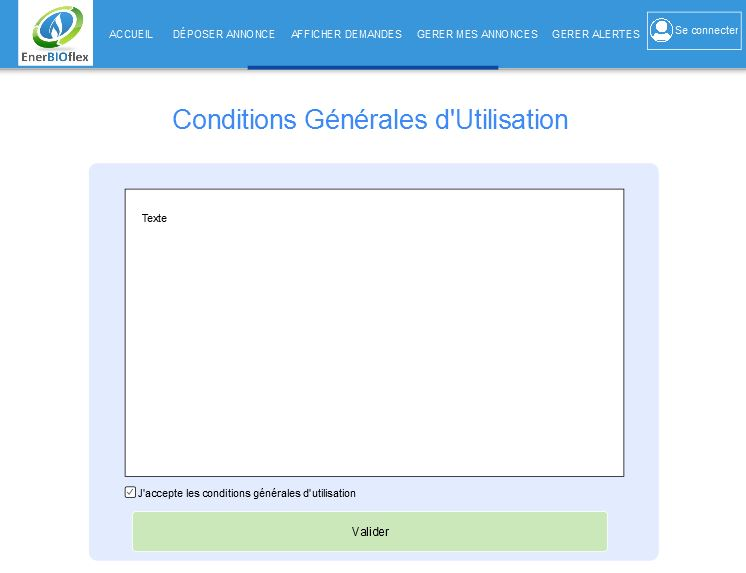 EnerBIOflex
ACCUEIL DÉPOSER ANNONCE AFFICHER DEMANDES GERER MES ANNONCES GERER ALERTES Se connecter
Conditions Générales d'Utilisation
Texte
J'accepte les conditions générales d'utilisation
Valider